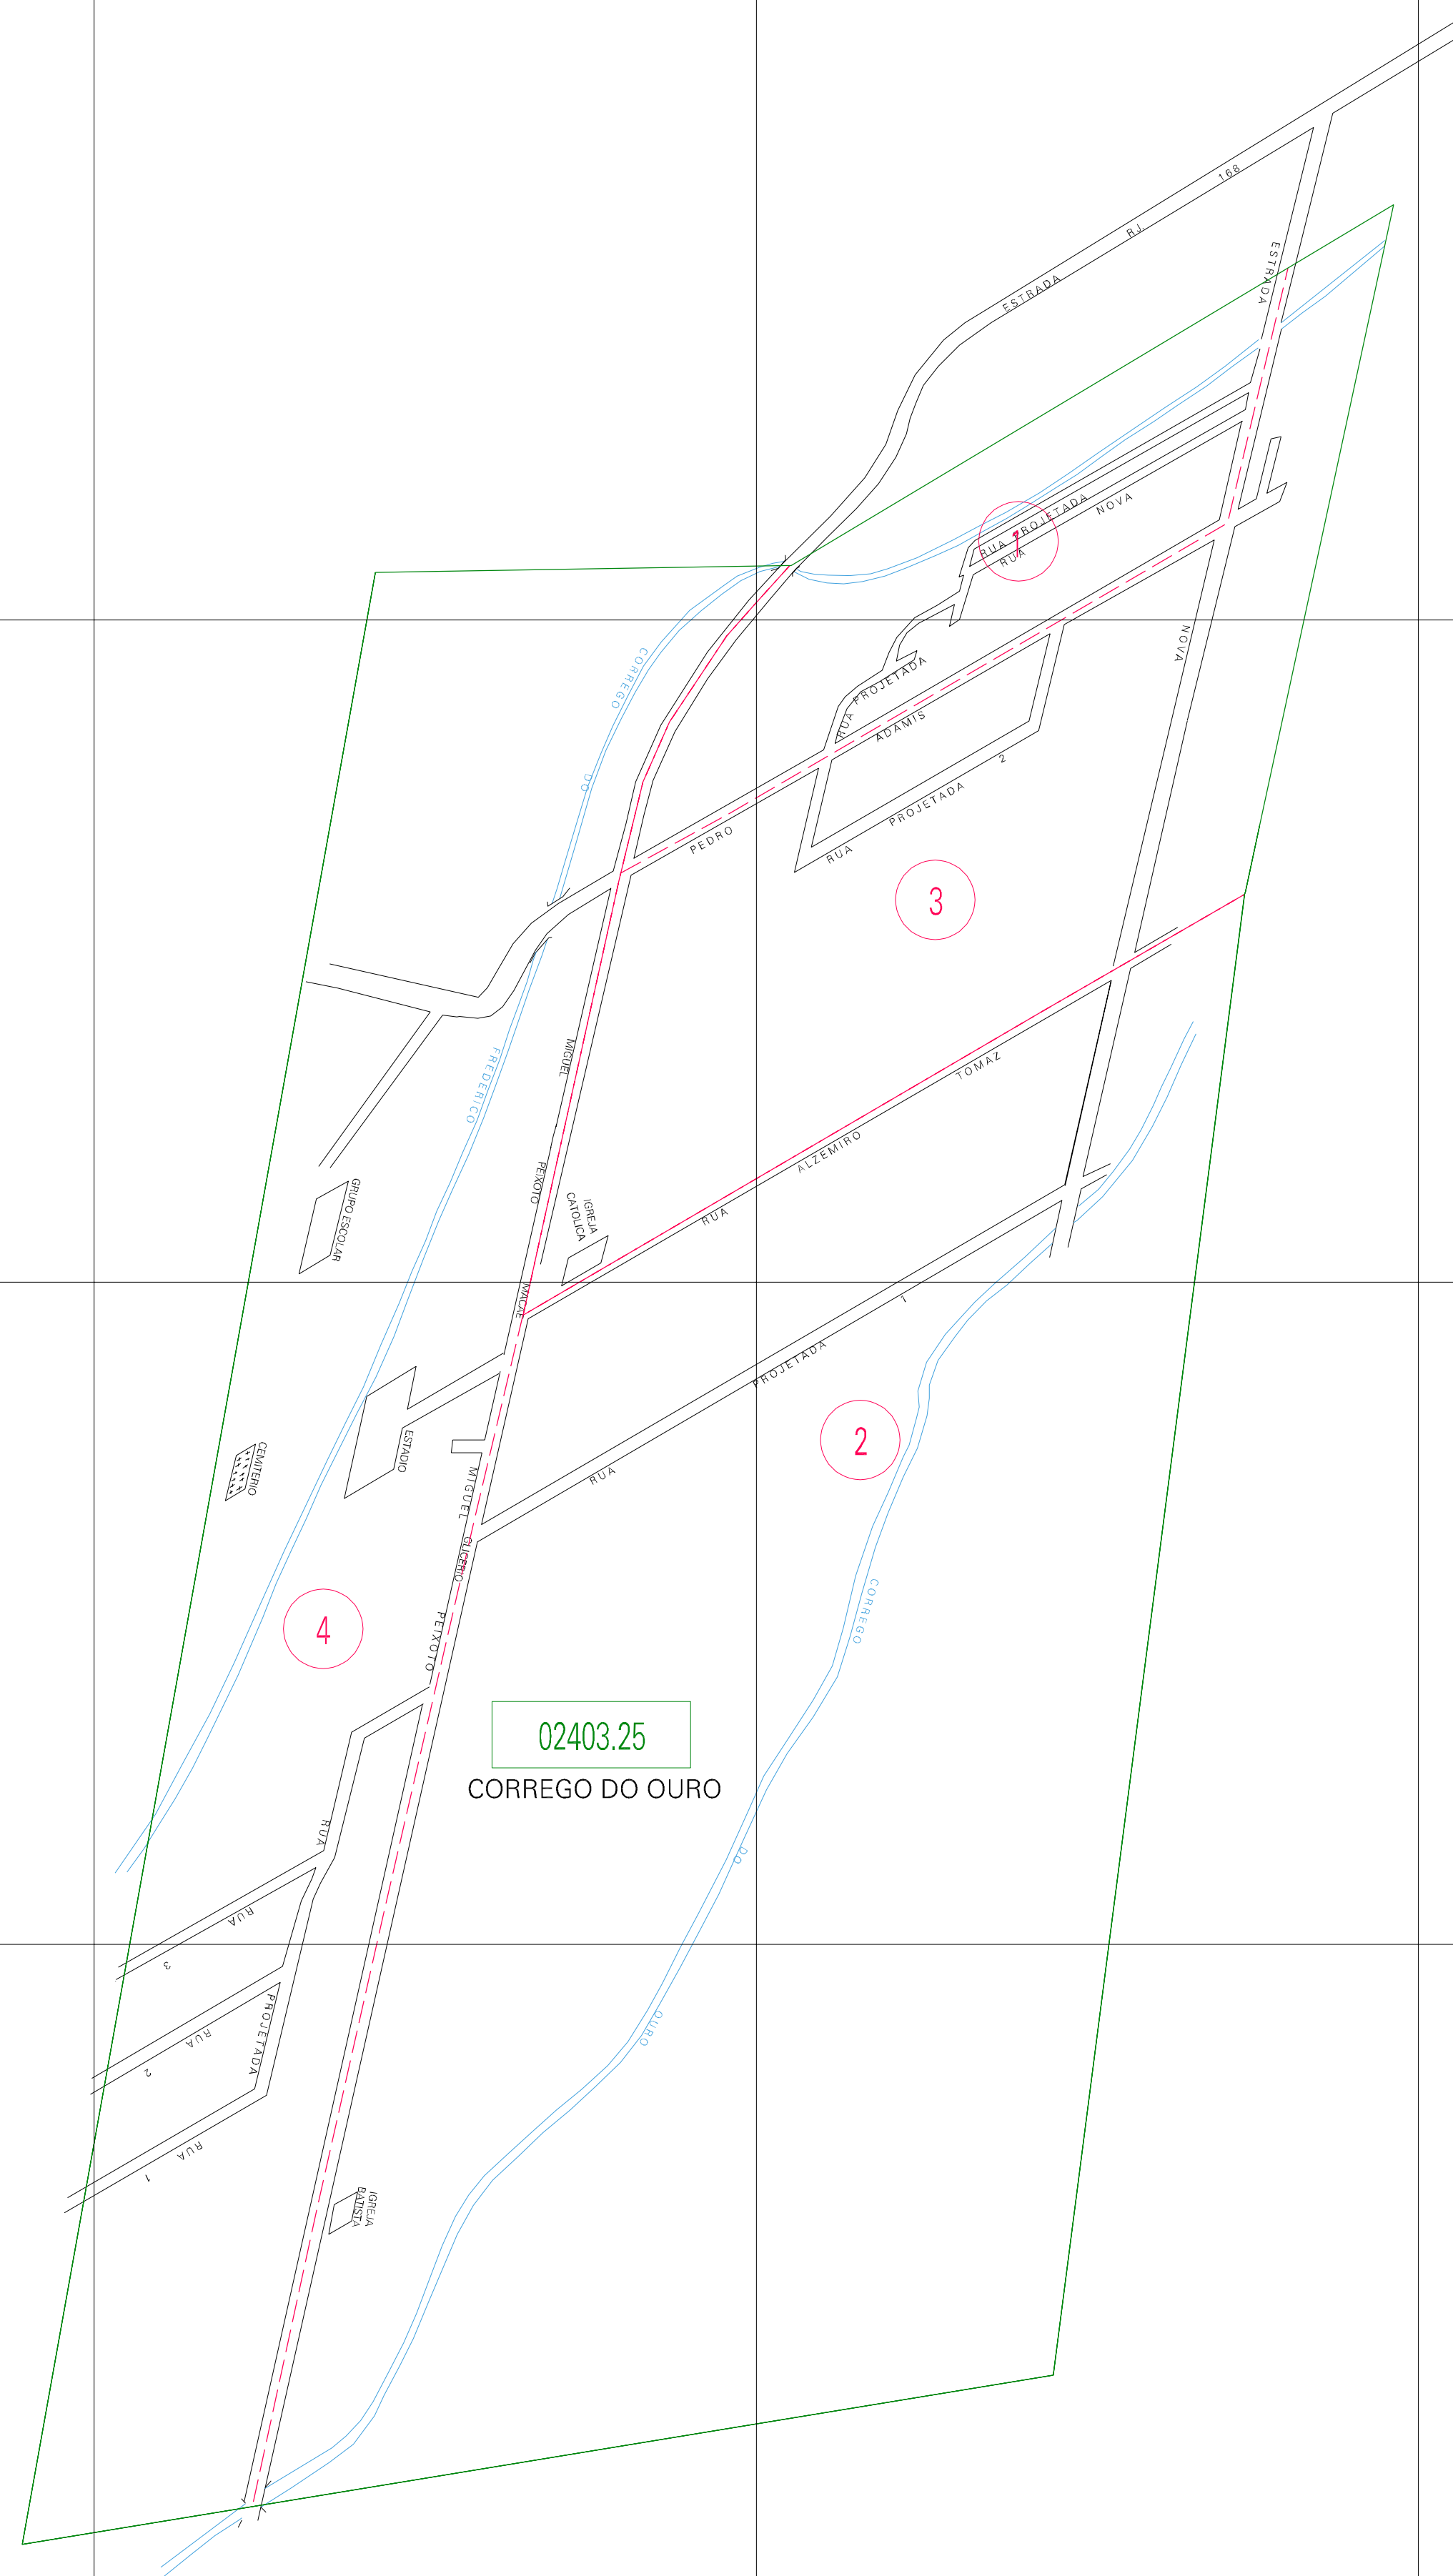 168
RJ.
ESTRADA
ESTRADA
RUA PROJETADA
NOVA
RUA
1
NOVA
CORREGO
DO
FREDERICO
RUA PROJETADA
ADAMIS
PEDRO
2
PROJETADA
RUA
3
MIGUEL
PEIXOTO
MACAE
TOMAZ
ALZEMIRO
RUA
IGREJA
CATOLICA
GRUPO ESCOLAR
1
PROJETADA
RUA
2
ESTADIO
CEMITERIO
MIGUEL
GLICERIO
PEIXOTO
4
CORREGO
DO
OURO
02403.25
CORREGO DO OURO
RUA
PROJETADA
RUA
3
RUA
2
RUA
1
IGREJA
BATISTA